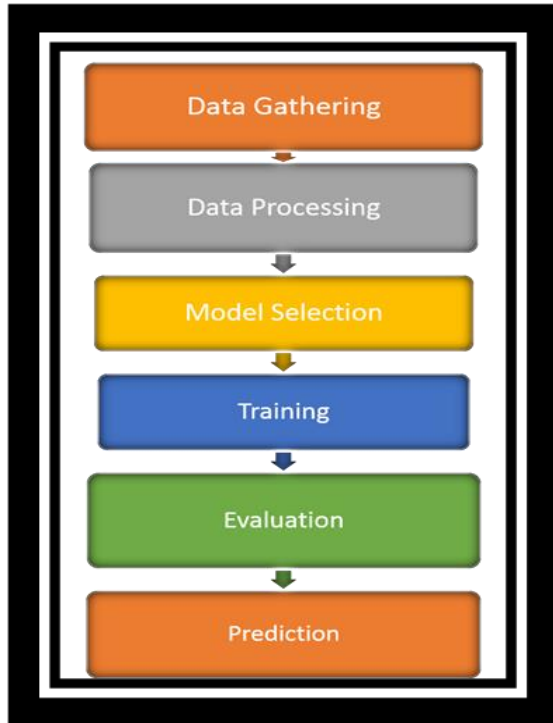 Data Gathering
Data Processing
Model Selection
Training
Evaluation
Prediction